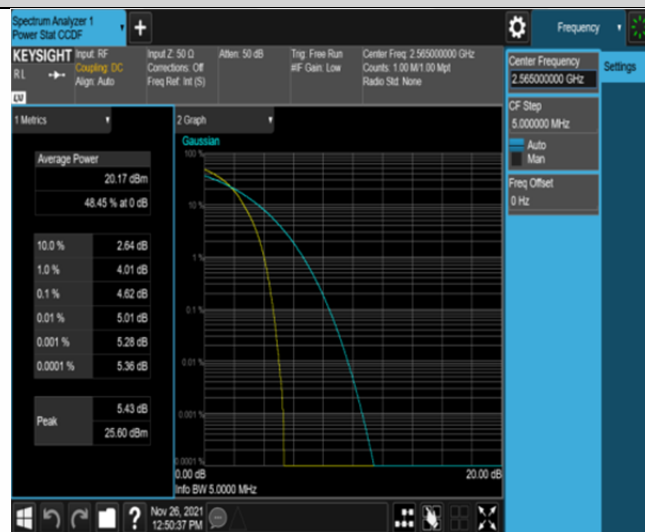 Spectrum Analyzer 1
Power Stat CCDF
+
Frequency
KEYSIGHT
RL
LXI
Input: RF
Coupling: DC
Align: Auto
Input Z: 50 Ω
Corrections: Off
Freq Ref: Int (S)
Atten: 50 dB
Trig: Free Run
#IF Gain: Low
Center Freq: 2.565000000 GHz
Counts: 1.00 M/1.00 Mpt
Radio Std: None
Center Frequency
2.565000000 GHz
Settings
CF Step
5.000000 MHz
Auto
Man
Freq Offset
0 Hz
1 Metrics
Average Power
20.17 dBm
48.45 % at 0 dB
10.0 % 2.64 dB
1.0 % 4.01 dB
0.1 % 4.62 dB
0.01 % 5.01 dB
0.001 % 5.28 dB
0.0001 % 5.36 dB
Peak
5.43 dB
25.60 dBm
2 Graph
Gaussian
100 %
10 %
1 %
0.1 %
0.01 %
0.001 %
0.0001 %
0.00 dB 20.00 dB
Info BW 5.0000 MHz
?
Nov 26, 2021
12:50:37 PM